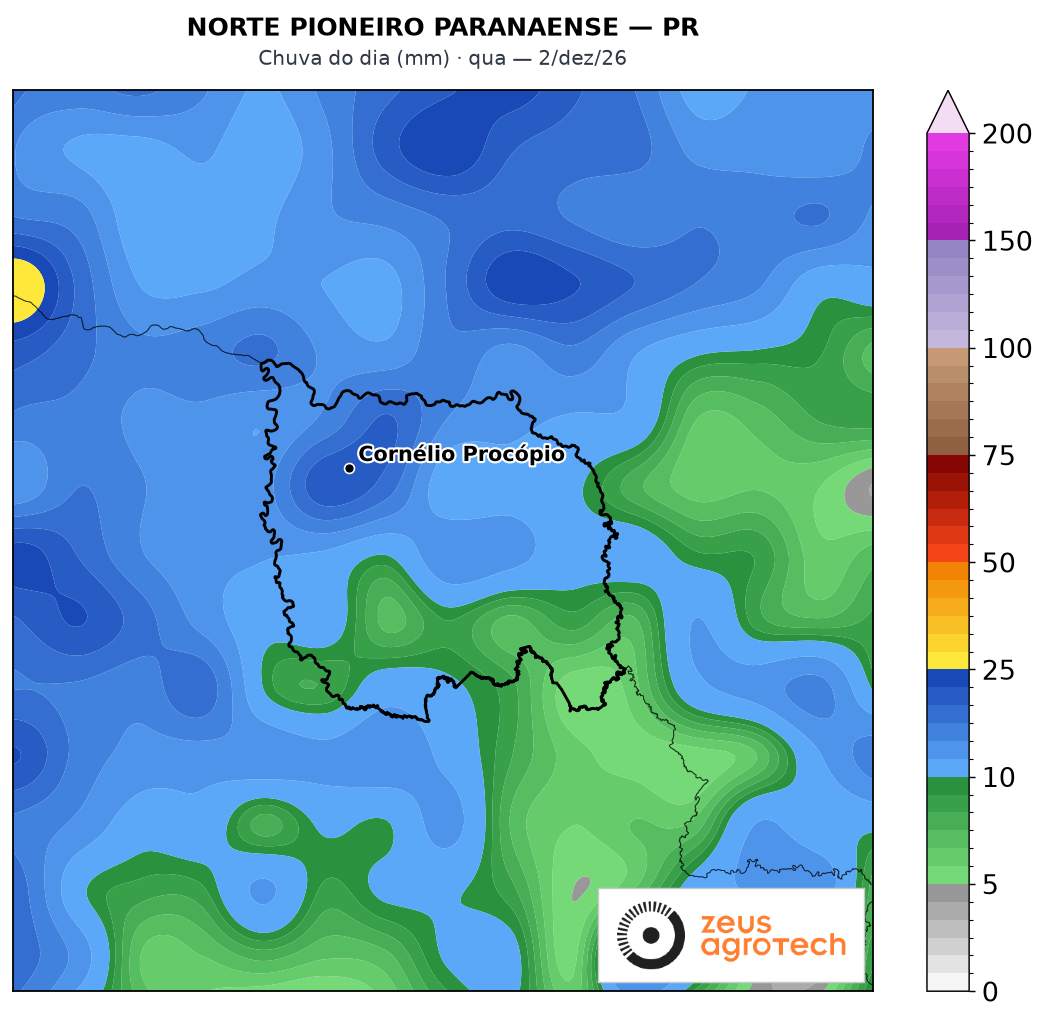 NORTE PIONEIRO PARANAENSE — PR
Chuva do dia (mm) · qua — 2/dez/26
200
150
100
75
50
25
10
5
0
Cornélio Procópio
zeus
agrotech